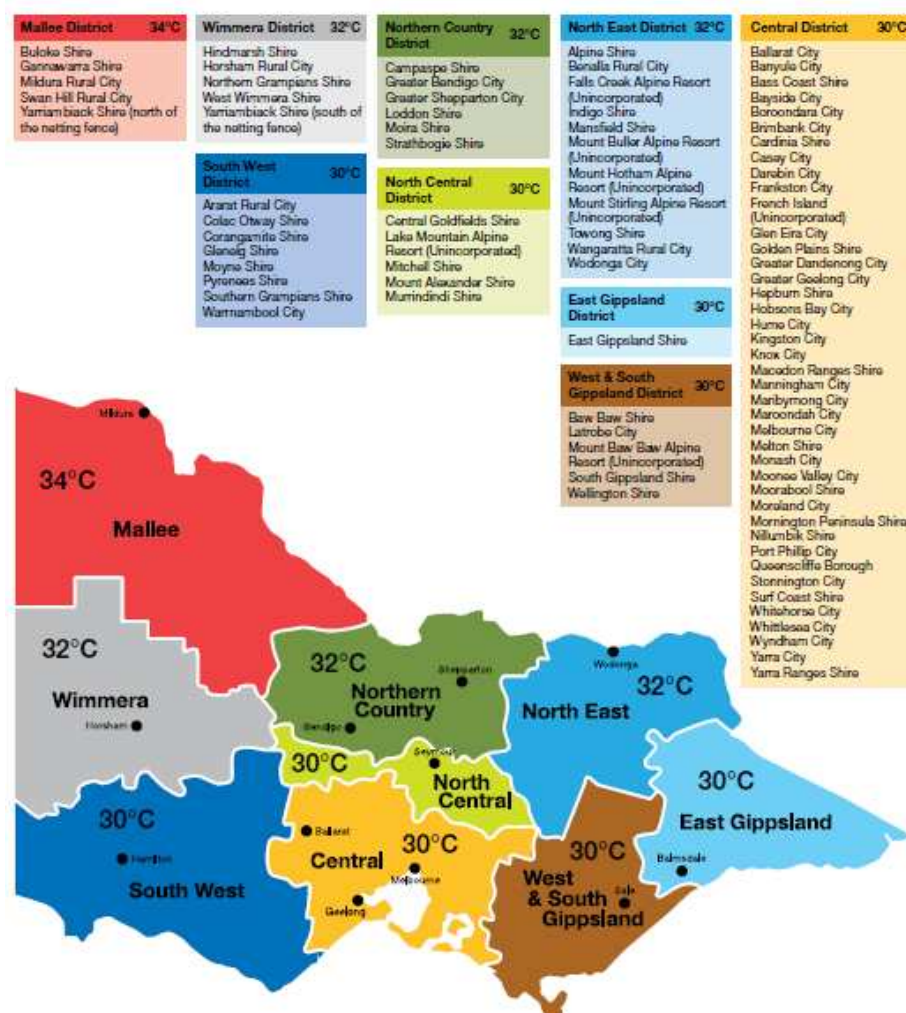 Mallee District 34°C
Buloke Shire
Gannawarra Shire
Mildura Rural City
Swan Hill Rural City
Yarriambiack Shire (north of
the netting fence)
Wimmera District 32°C
Hindmarsh Shire
Horsham Rural City
Northern Grampians Shire
West Wimmera Shire
Yarriambiack Shire (south of
the netting fence)
South West
District 30°C
Ararat Rural City
Colac Otway Shire
Corangamite Shire
Glenelg Shire
Moyne Shire
Pyrenees Shire
Southern Grampians Shire
Warrnambool City
Northern Country
District 32°C
Campaspe Shire
Greater Bendigo City
Greater Shepparton City
Loddon Shire
Moira Shire
Strathbogie Shire
North Central
District 30°C
Central Goldfields Shire
Lake Mountain Alpine
Resort (Unincorporated)
Mitchell Shire
Mount Alexander Shire
Murrindindi Shire
North East District 32°C
Alpine Shire
Benalla Rural City
Falls Creek Alpine Resort
(Unincorporated)
Indigo Shire
Mansfield Shire
Mount Buller Alpine Resort
(Unincorporated)
Mount Hotham Alpine
Resort (Unincorporated)
Mount Stirling Alpine Resort
(Unincorporated)
Towong Shire
Wangaratta Rural City
Wodonga City
East Gippsland
District 30°C
East Gippsland Shire
West & South
Gippsland District 30°C
Baw Baw Shire
Latrobe City
Mount Baw Baw Alpine
Resort (Unincorporated)
South Gippsland Shire
Wellington Shire
Central District 30°C
Ballarat City
Banyule City
Bass Coast Shire
Bayside City
Boroondara City
Brimbank City
Cardinia Shire
Casey City
Darebin City
Frankston City
French Island
(Unincorporated)
Glen Eira City
Golden Plains Shire
Greater Dandenong City
Greater Geelong City
Hepburn Shire
Hobsons Bay City
Hume City
Kingston City
Knox City
Macedon Ranges Shire
Manningham City
Maribyrnong City
Maroondah City
Melbourne City
Melton Shire
Monash City
Moonee Valley City
Moorabool Shire
Moreland City
Mornington Peninsula Shire
Nillumbik Shire
Port Phillip City
Queenscliffe Borough
Stonnington City
Surf Coast Shire
Whitehorse City
Whittlesea City
Wyndham City
Yarra City
Yarra Ranges Shire
Mildura
34°C
Mallee
32°C
Wimmera
Horsham
32°C
Shepparton
Northern
Country
Bendigo
Wodonga
32°C
North East
30°C
Seymour
North
Central
30°C
East Gippsland
Bairnsdale
30°C
Hamilton
South West
Ballarat
Central
30°C
Melbourne
Geelong
30°C
West
& South
Gippsland
Sale